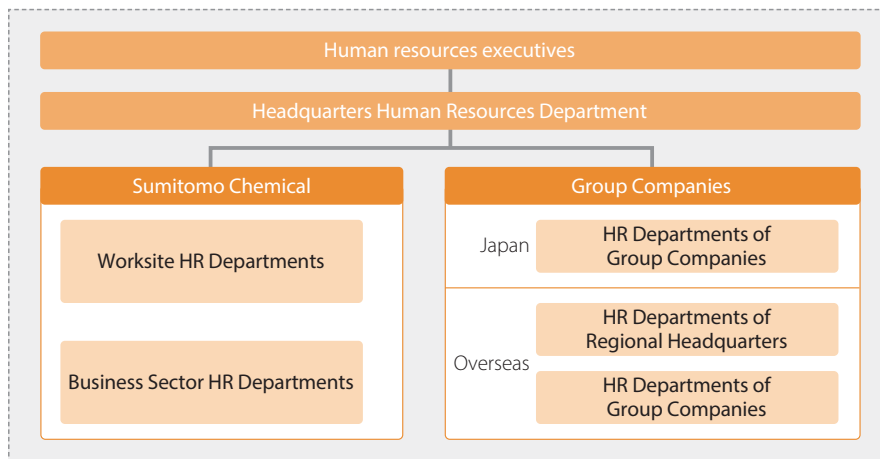 Human resources executives
Headquarters Human Resources Department
Sumitomo Chemical
Worksite HR Departments
Business Sector HR Departments
Group Companies
Japan
HR Departments of
Group Companies
Overseas
HR Departments of
Regional Headquarters
HR Departments of
Group Companies